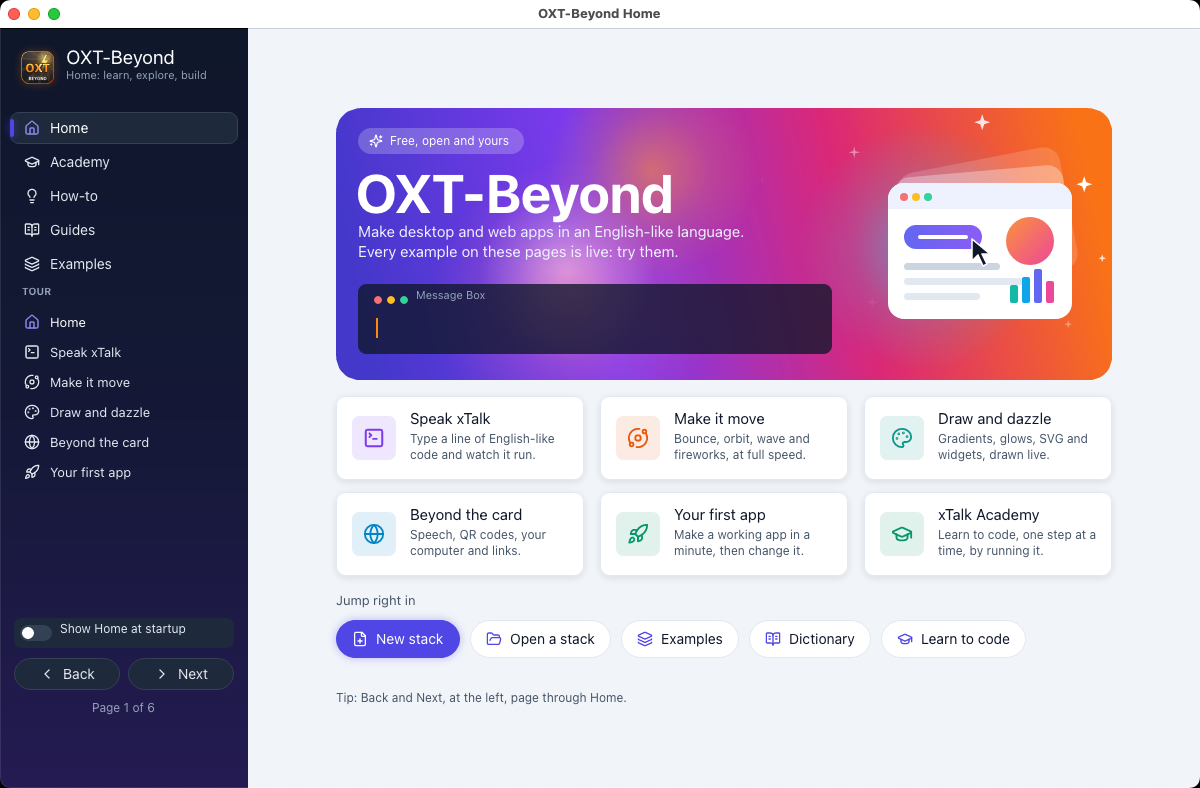 OXT-Beyond Home
OXT
BEYOND
OXT-Beyond
Home: learn, explore, build
Home
Academy
How-to
Guides
Examples
TOUR
Home
Speak xTalk
Make it move
Draw and dazzle
Beyond the card
Your first app
Show Home at startup
Back
Next
Page 1 of 6
Free, open and yours
OXT-Beyond
Make desktop and web apps in an English-like language.
Every example on these pages is live: try them.
Message Box
Speak xTalk
Type a line of English-like
code and watch it run.
Make it move
Bounce, orbit, wave and
fireworks, at full speed.
Draw and dazzle
Gradients, glows, SVG and
widgets, drawn live.
Beyond the card
Speech, QR codes, your
computer and links.
Your first app
Make a working app in a
minute, then change it.
xTalk Academy
Learn to code, one step at a
time, by running it.
Jump right in
New stack
Open a stack
Examples
Dictionary
Learn to code
Tip: Back and Next, at the left, page through Home.